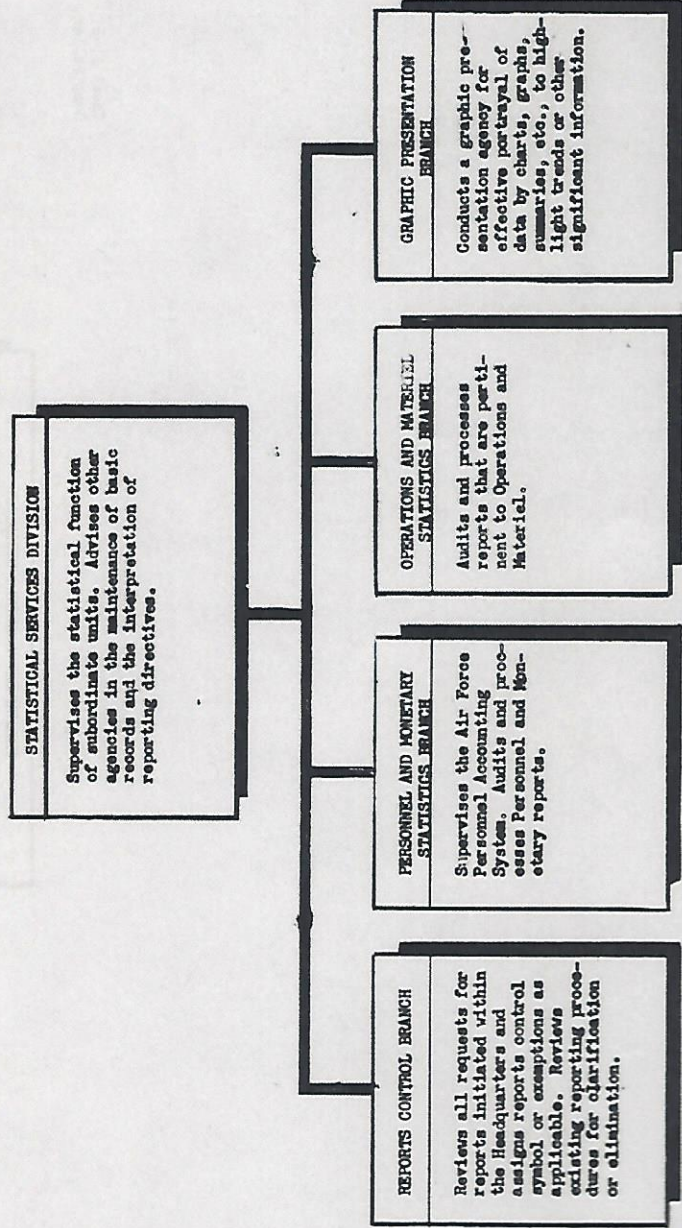 STATISTICAL SERVICES DIVISION
Supervises the statistical function
of subordinate units. Advises other
agencies in the maintenance of basic
records and the interpretation of
reporting directives.
REPORTS CONTROL BRANCH
Reviews all requests for
reports initiated within
the Headquarters and
assigns reports control
symbol or exemptions as
applicable. Reviews
existing reporting proce-
dures for clarification
or elimination.
PERSONNEL AND MONETARY
STATISTICS BRANCH
Supervises the Air Force
Personnel Accounting
System. Audits and proc-
esses Personnel and Mon-
etary reports.
OPERATIONS AND MATERIEL
STATISTICS BRANCH
Audits and processes
reports that are perti-
nent to Operations and
Materiel.
GRAPHIC PRESENTATION
BRANCH
Conducts a graphic pre-
sentation agency for
effective portrayal of
data by charts, graphs,
summaries, etc., to high-
light trends or other
significant information.